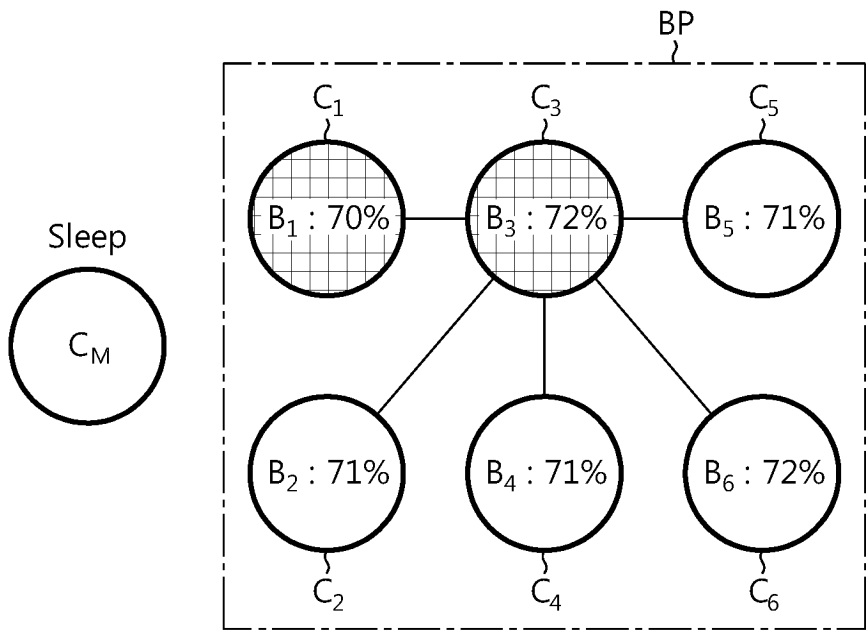 BP
C1 C3 C5
B1 : 70% B3 : 72% B5 : 71%
Sleep
CM
B2 : 71% B4 : 71% B6 : 72%
C2 C4 C6